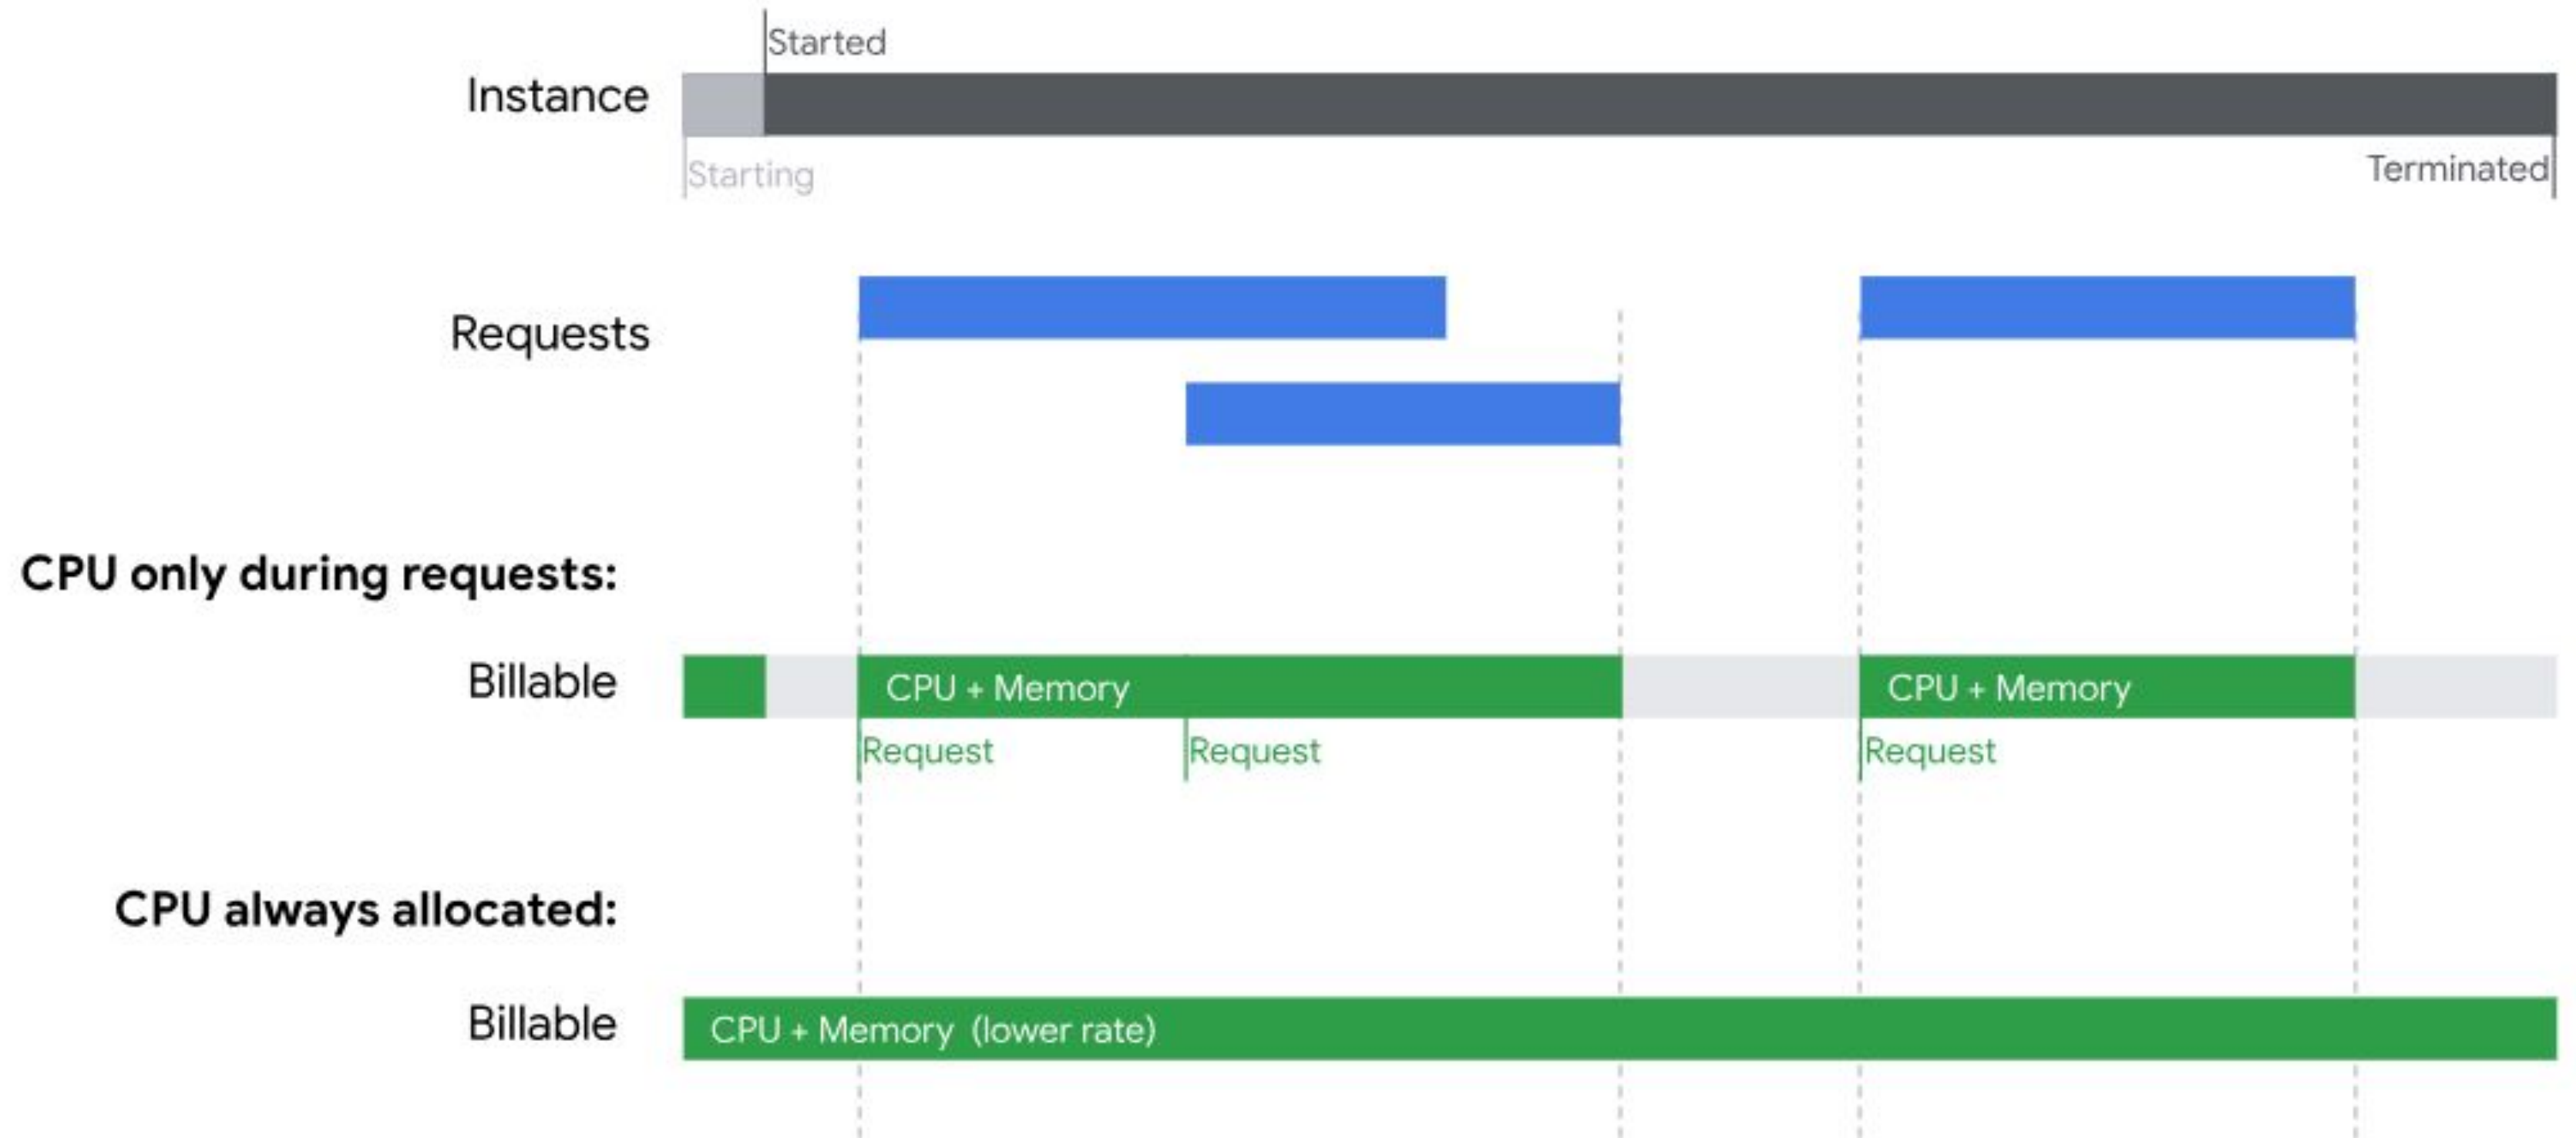 Started
Instance
Starting
Terminated
Requests
CPU only during requests:
Billable
CPU + Memory
CPU + Memory
Request
Request
Request
CPU always allocated:
Billable
CPU + Memory (lower rate)